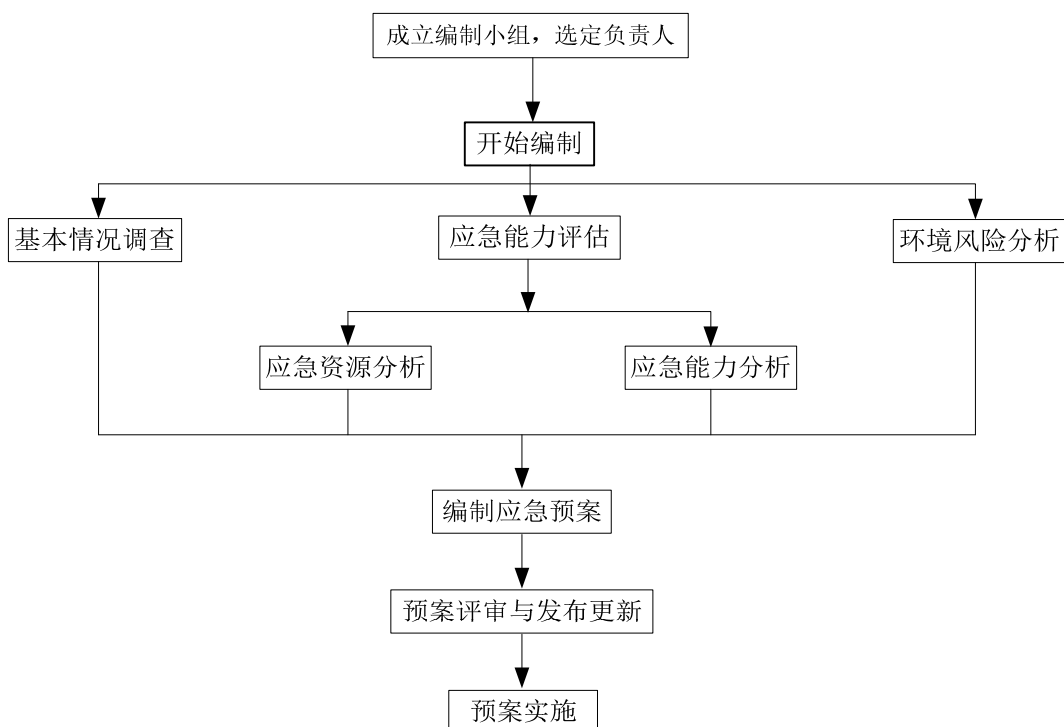 成立编制小组，选定负责人
开始编制
基本情况调查
应急能力评估
环境风险分析
应急资源分析
应急能力分析
编制应急预案
预案评审与发布更新
预案实施